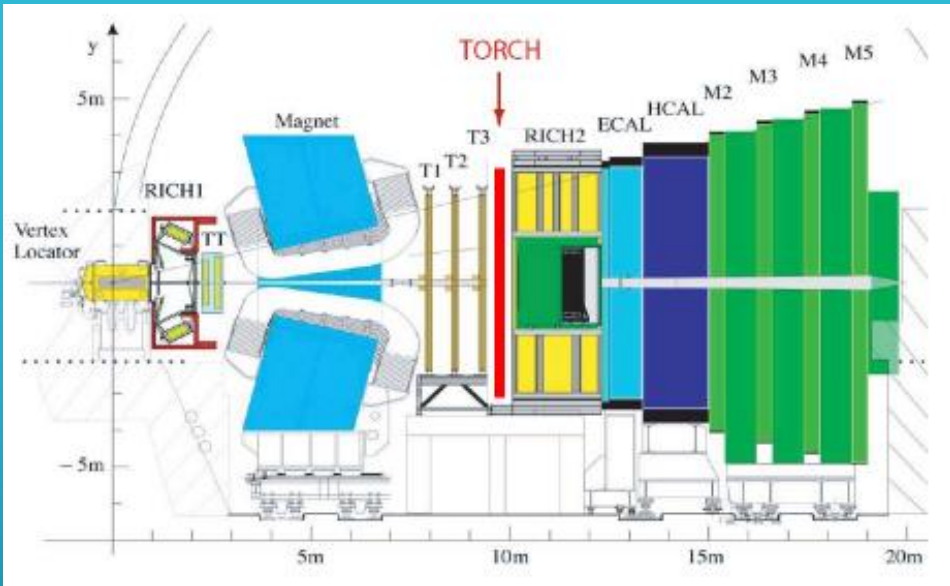 y
TORCH
5m
Magnet
T1
T2
T3
RICH2
ECAL
HCAL
M2
M3
M4
M5
RICH1
TT
Vertex
Locator
– 5m
5m
10m
15m
20m